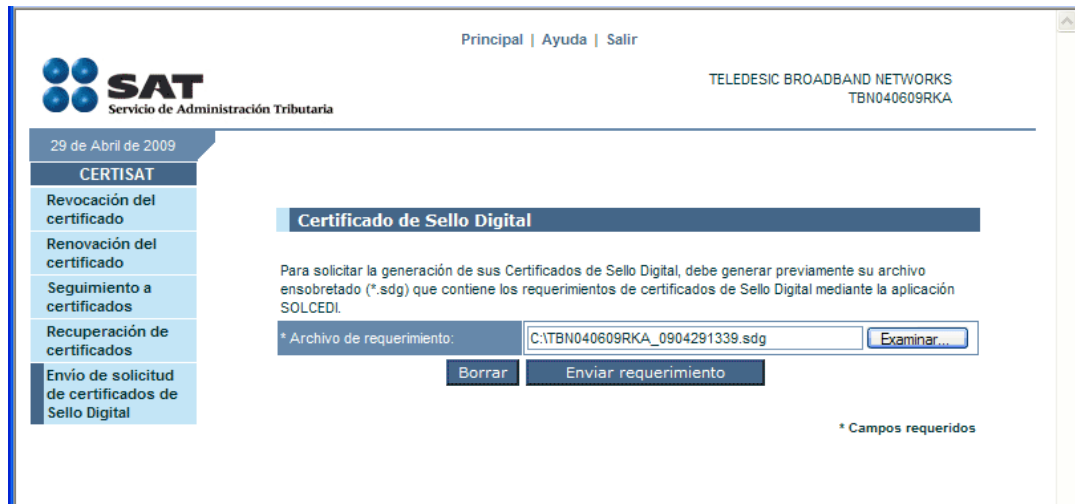 Principal | Ayuda | Salir
SAT
Servicio de Administración Tributaria
TELEDESIC BROADBAND NETWORKS
TBN040609RKA
29 de Abril de 2009
CERTISAT
Revocación del
certificado
Renovación del
certificado
Seguimiento a
certificados
Recuperación de
certificados
Envío de solicitud
de certificados de
Sello Digital
Certificado de Sello Digital
Para solicitar la generación de sus Certificados de Sello Digital, debe generar previamente su archivo
ensobretado (*.sdg) que contiene los requerimientos de certificados de Sello Digital mediante la aplicación
SOLCEDI.
* Archivo de requerimiento: C:\TBN040609RKA_0904291339.sdg Examinar...
Borrar Enviar requerimiento
* Campos requeridos